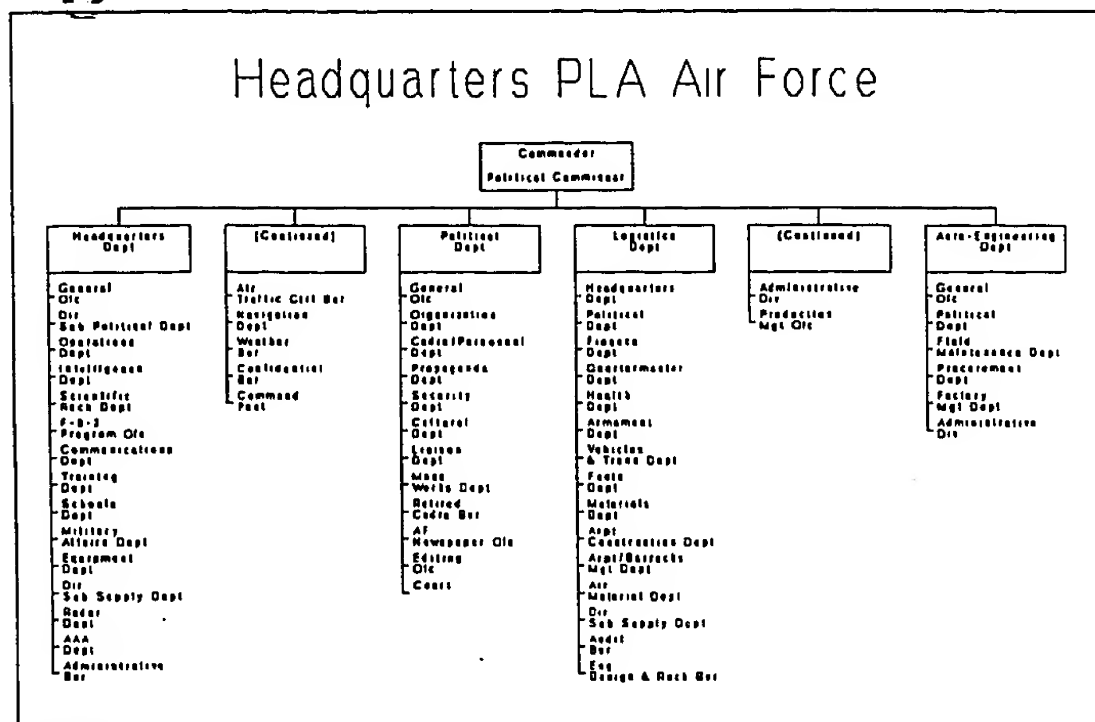 Headquarters PLA Air Force
Commander
Political Commissar
Headquarters
Dept
General
Ofc
Dir
Sub Political Dept
Operations
Dept
Intelligence
Dept
Scientific
Rsch Dept
F-8-2
Program Ofc
Communications
Dept
Training
Dept
Schools
Dept
Military
Affairs Dept
Equipment
Dept
Dir
Sub Supply Dept
Radar
Dept
AAA
Dept
Administrative
Bur
[Continued]
Air
Traffic Ctrl Bur
Navigation
Dept
Weather
Bur
Confidential
Bur
Command
Post
Political
Dept
General
Ofc
Organization
Dept
Cadre/Personnel
Dept
Propaganda
Dept
Security
Dept
Cultural
Dept
Liaison
Dept
Mass
Works Dept
Retired
Cadre Bur
AF
Newspaper Ofc
Editing
Ofc
Court
Logistics
Dept
Headquarters
Dept
Political
Dept
Finance
Dept
Quartermaster
Dept
Health
Dept
Armament
Dept
Vehicles
& Trans Dept
Fuels
Dept
Materials
Dept
Arpt
Construction Dept
Arpt/Barracks
Mgt Dept
Air
Material Dept
Dir
Sub Supply Dept
Audit
Bur
Eng
Design & Rsch Bur
(Continued)
Administrative
Div
Production
Mgt Ofc
Aero-Engineering
Dept
General
Ofc
Political
Dept
Field
Maintenance Dept
Procurement
Dept
Factory
Mgt Dept
Administrative
Div